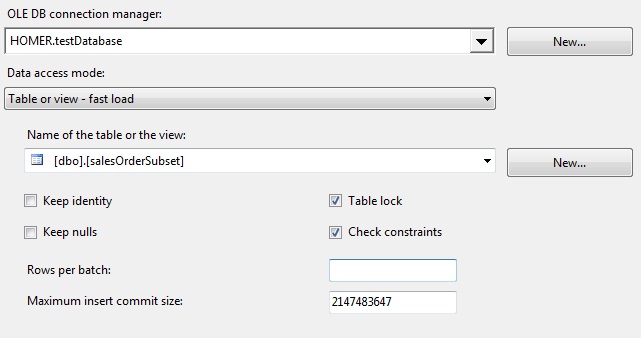 OLE DB connection manager:
HOMER.testDatabase
New...
Data access mode:
Table or view - fast load
Name of the table or the view:
[dbo].[salesOrderSubset]
New...
Keep identity
Table lock
Keep nulls
Check constraints
Rows per batch:
Maximum insert commit size:
2147483647